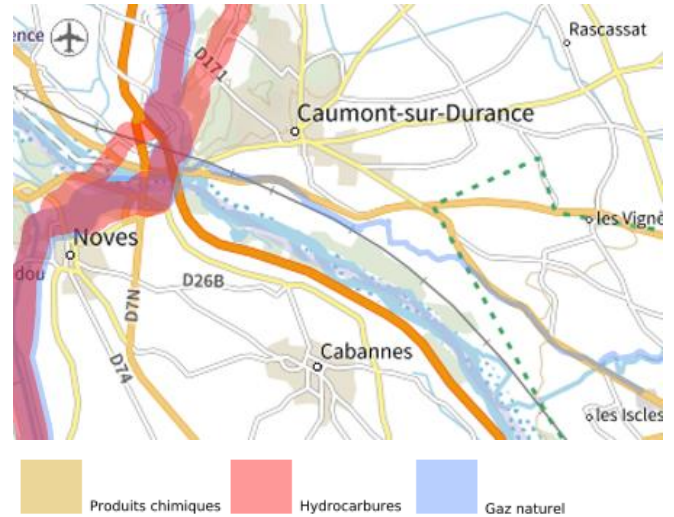 ence
Rascassat
D171
Caumont-sur-Durance
les Vignè
Noves
dou
D26B
D7N
Cabannes
D74
les Iscles
Produits chimiques
Hydrocarbures
Gaz naturel